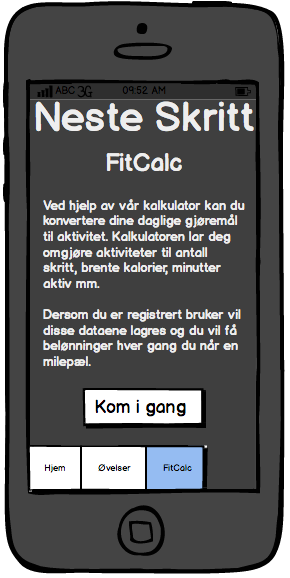 ABC 3G 09:52 AM
Neste Skritt
FitCalc
Ved hjelp av vår kalkulator kan du
konvertere dine daglige gjøremål
til aktivitet. Kalkulatoren lar deg
omgjøre aktiviteter til antall
skritt, brente kalorier, minutter
aktiv mm.
Dersom du er registrert bruker vil
disse dataene lagres og du vil få
belønninger hver gang du når en
milepæl.
Kom i gang
Hjem Øvelser FitCalc